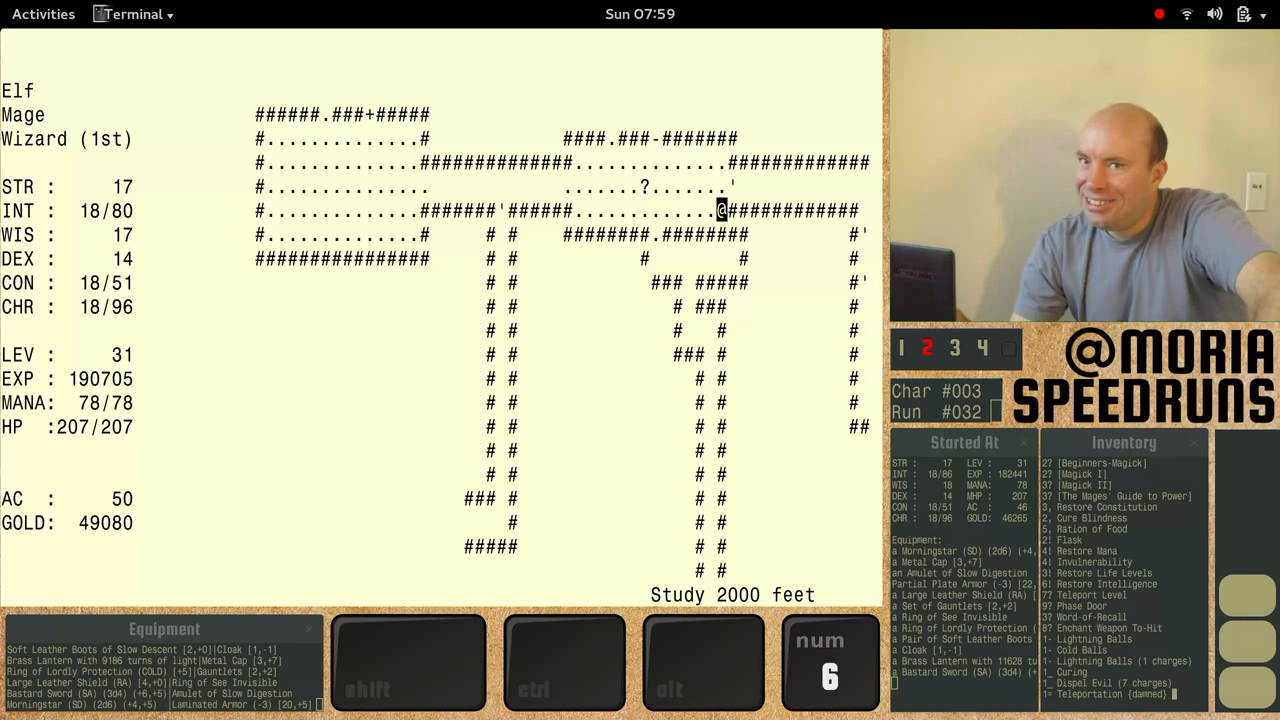 Activities Terminal Sun 07:59
Elf
Mage ######.###+#####
Wizard (1st) #..............# ####.###-#######
#..............#############..............#############
STR : 17 #............... .......?.......'
INT : 18/80 #..............#######'######.............@############
WIS : 17 #..............# # # ########.######## #'
DEX : 14 ################ # # # # #
CON : 18/51 # # ### ##### #'
CHR : 18/96 # # # ### #
# # # # #
LEV : 31 # # ### # #
EXP : 190705 # # # # #
MANA: 78/78 # # # # #
HP :207/207 # # # # ##
# # # #
# # # #
AC : 50 ### # # #
GOLD: 49080 # # #
##### # #
# #
Study 2000 feet
1 2 3 4
@MORIA
SPEEDRUNS
Char #003
Run #032
Started At
STR : 17 LEV : 31
INT : 18/86 EXP : 182441
WIS : 18 MANA: 78
DEX : 14 MHP : 207
CON : 18/51 AC : 46
CHR : 18/96 GOLD: 46265
Equipment:
a Morningstar (SD) (2d6) (+4,
a Metal Cap [3,+7]
an Amulet of Slow Digestion
Partial Plate Armor (-3) [22,
a Large Leather Shield (RA) [
a Set of Gauntlets [2,+2]
a Ring of See Invisible
a Ring of Lordly Protection (
a Pair of Soft Leather Boots
a Cloak [1,-1]
a Brass Lantern with 11628 tu
a Bastard Sword (SA) (3d4) (+
Inventory
2? [Beginners-Magick]
2? [Magick I]
3? [Magick II]
3? [The Mages' Guide to Power]
3, Restore Constitution
2, Cure Blindness
5, Ration of Food
2! Flask
4! Restore Mana
4! Invulnerability
3! Restore Life Levels
6! Restore Intelligence
7? Teleport Level
9? Phase Door
3? Word-of-Recall
8? Enchant Weapon To-Hit
1- Lightning Balls
1- Cold Balls
1- Lightning Balls (1 charges)
1_ Curing
1_ Dispel Evil (7 charges)
1= Teleportation {damned}
Equipment
Soft Leather Boots of Slow Descent [2,+0]|Cloak [1,-1]
Brass Lantern with 9186 turns of light|Metal Cap [3,+7]
Ring of Lordly Protection (COLD) [+5]|Gauntlets [2,+2]
Large Leather Shield (RA) [4,+0]|Ring of See Invisible
Bastard Sword (SA) (3d4) (+6,+5)|Amulet of Slow Digestion
Morningstar (SD) (2d6) (+4,+5) |Laminated Armor (-3) [20,+5]
shift ctrl alt num
6